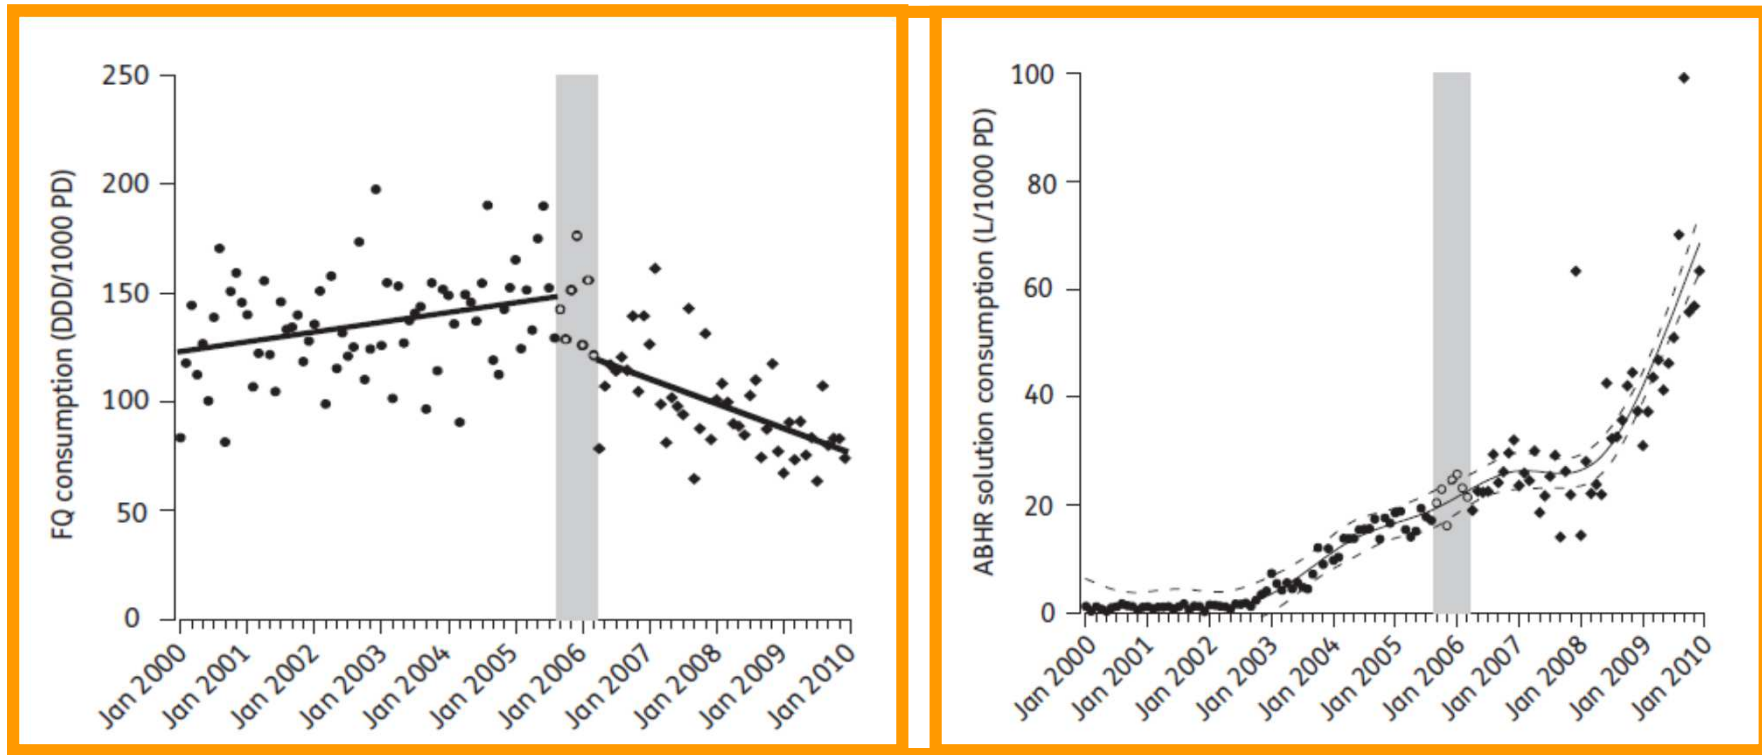 FQ consumption (DDD/1000 PD)
250
200
150
100
50
0
Jan 2000
Jan 2001
Jan 2002
Jan 2003
Jan 2004
Jan 2005
Jan 2006
Jan 2007
Jan 2008
Jan 2009
Jan 2010
ABHR solution consumption (L/1000 PD)
100
80
60
40
20
0
Jan 2000
Jan 2001
Jan 2002
Jan 2003
Jan 2004
Jan 2005
Jan 2006
Jan 2007
Jan 2008
Jan 2009
Jan 2010